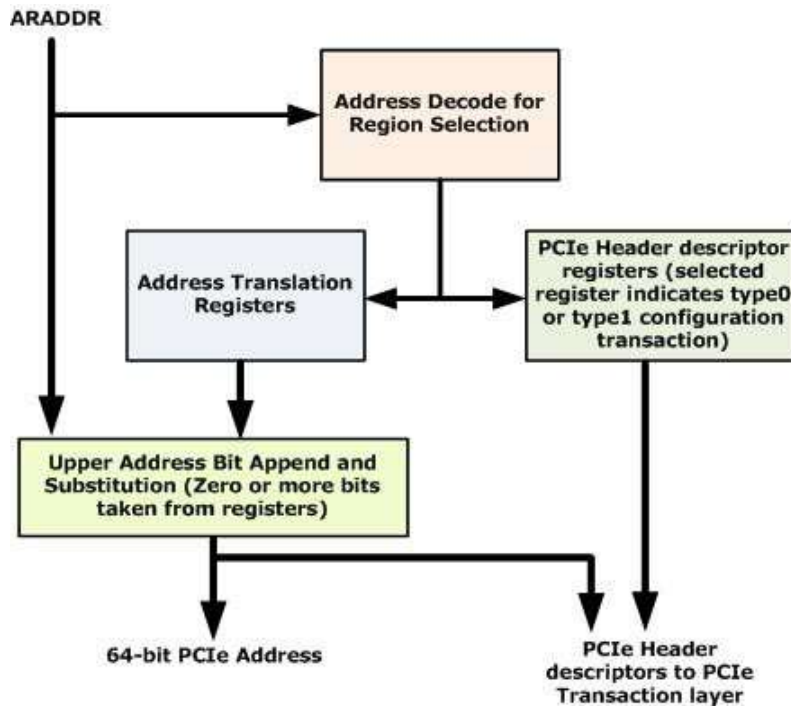 ARADDR
Address Decode for
Region Selection
Address Translation
Registers
PCIe Header descriptor
registers (selected
register indicates type0
or type1 configuration
transaction)
Upper Address Bit Append and
Substitution (Zero or more bits
taken from registers)
64-bit PCIe Address
PCIe Header
descriptors to PCIe
Transaction layer